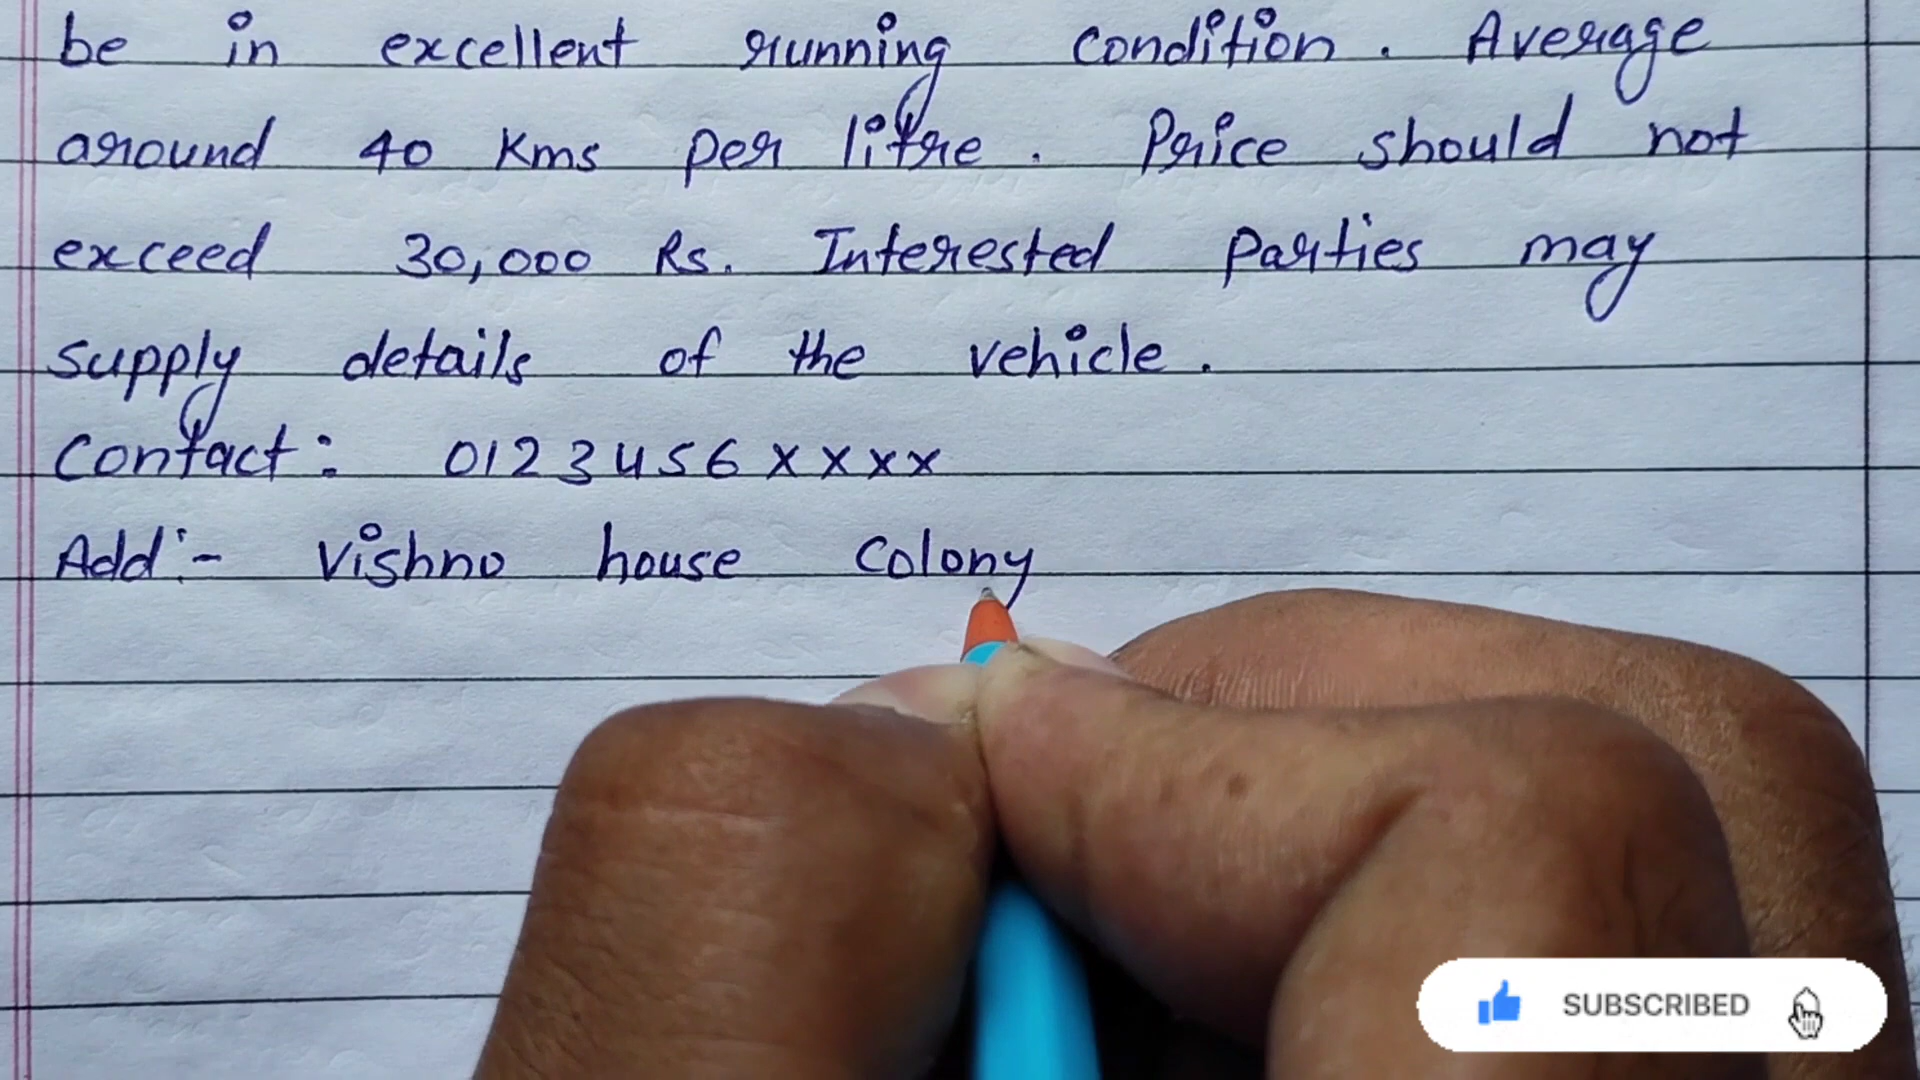 be in excellent running condition. Average
around 40 Kms per litre. Price should not
exceed 30,000 Rs. Interested parties may
supply details of the vehicle.
Contact: 0123456xxxx
Add:- Vishno house Colony
SUBSCRIBED